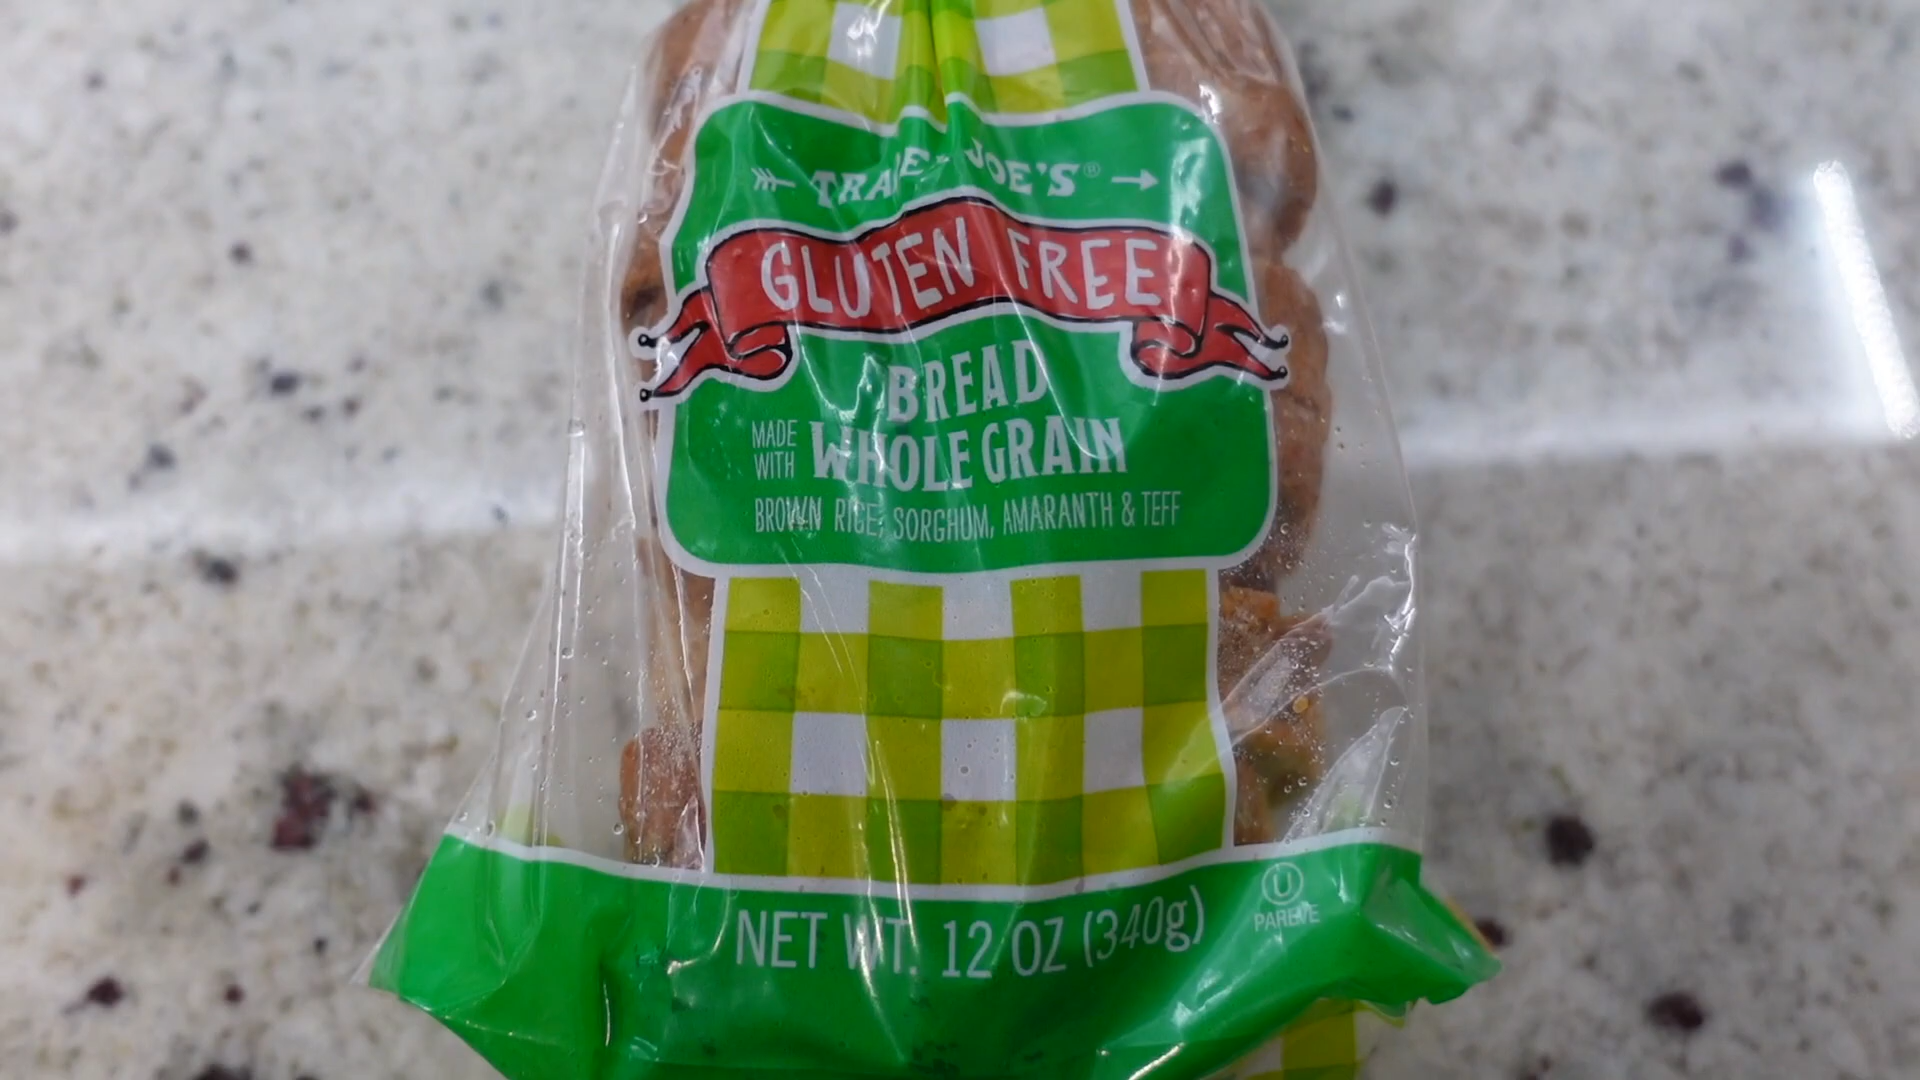 TRADER JOE'S®
GLUTEN FREE
BREAD
MADE WITH WHOLE GRAIN
BROWN RICE, SORGHUM, AMARANTH & TEFF
NET WT. 12 OZ (340g)
U
PAREVE